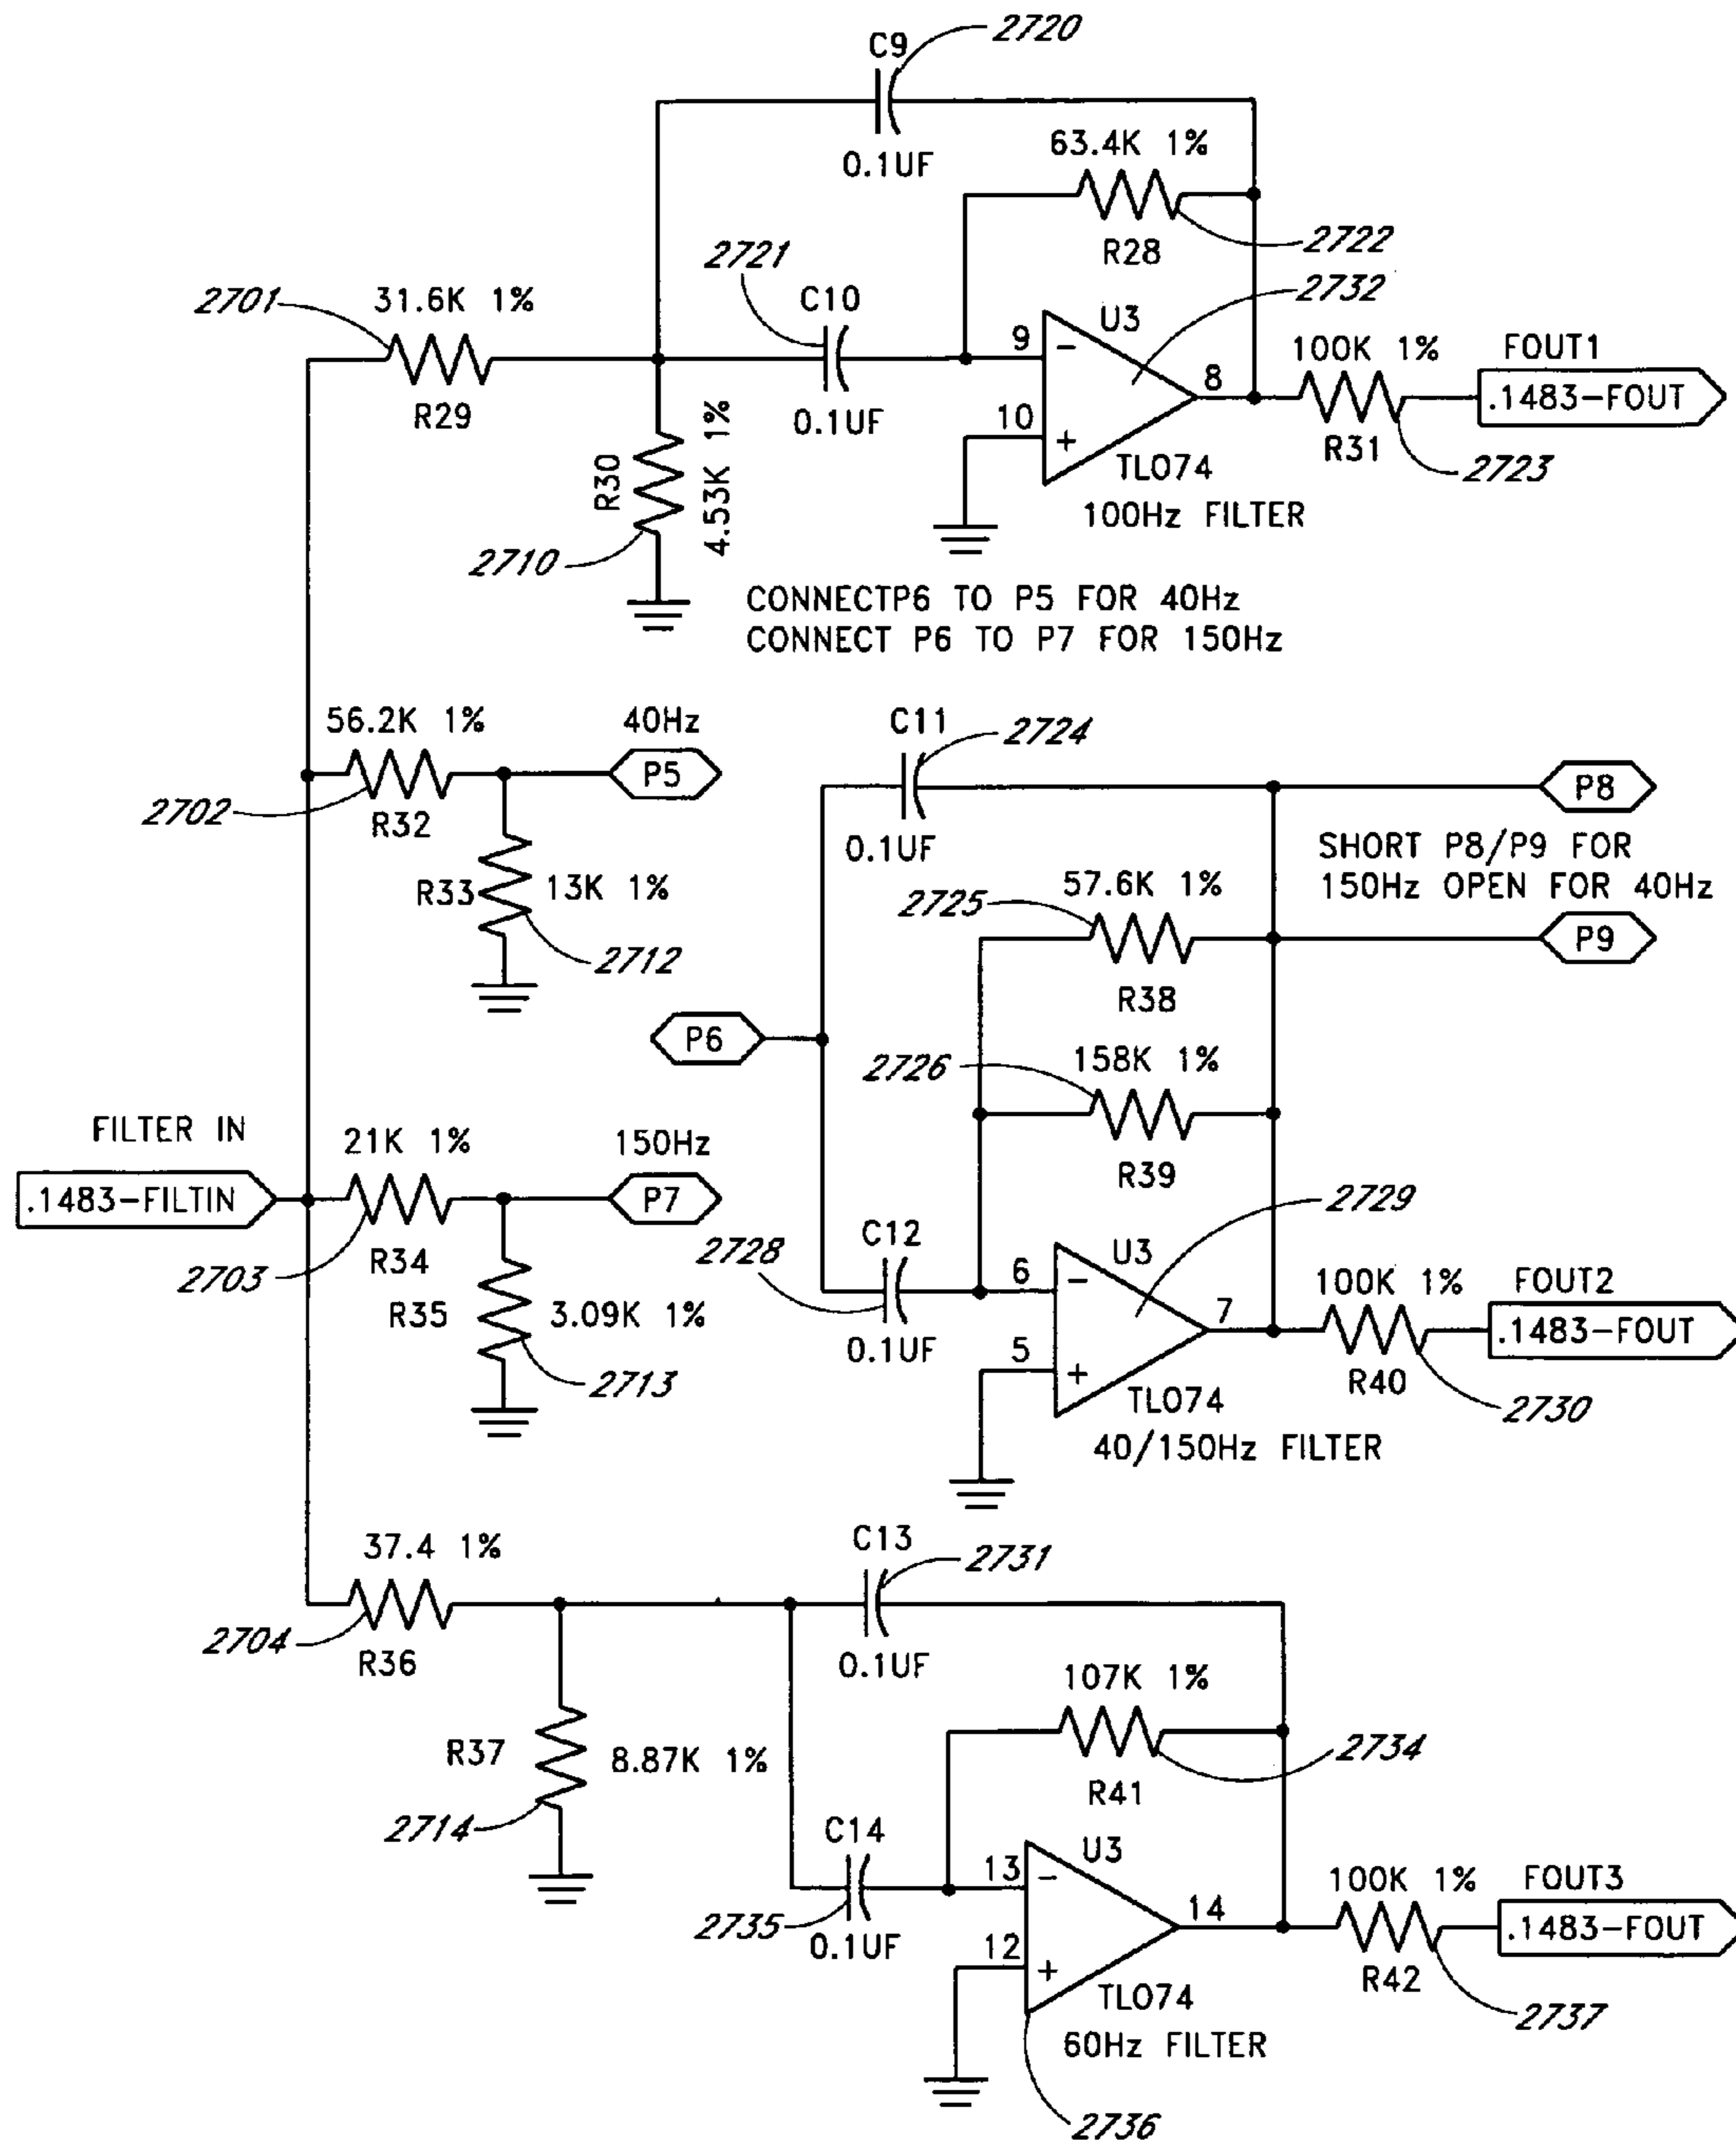 C9
2720
0.1UF
63.4K 1%
R28
2722
2721
C10
0.1UF
2701
31.6K 1%
R29
R30
4.53K 1%
2710
U3
2732
9
-
10
+
8
TL074
100Hz FILTER
100K 1%
R31
2723
FOUT1
.1483-FOUT
CONNECTP6 TO P5 FOR 40Hz
CONNECT P6 TO P7 FOR 150Hz
56.2K 1%
2702
R32
40Hz
P5
R33
13K 1%
2712
C11
2724
0.1UF
P8
SHORT P8/P9 FOR
150Hz OPEN FOR 40Hz
P9
2725
57.6K 1%
R38
P6
2726
158K 1%
R39
FILTER IN
.1483-FILTIN
21K 1%
2703
R34
150Hz
P7
R35
3.09K 1%
2713
2728
C12
0.1UF
U3
2729
6
-
5
+
7
TL074
40/150Hz FILTER
100K 1%
R40
2730
FOUT2
.1483-FOUT
37.4 1%
2704
R36
C13
2731
0.1UF
R37
8.87K 1%
2714
107K 1%
R41
2734
C14
2735
0.1UF
U3
13
-
12
+
14
TL074
60Hz FILTER
2736
100K 1%
R42
2737
FOUT3
.1483-FOUT